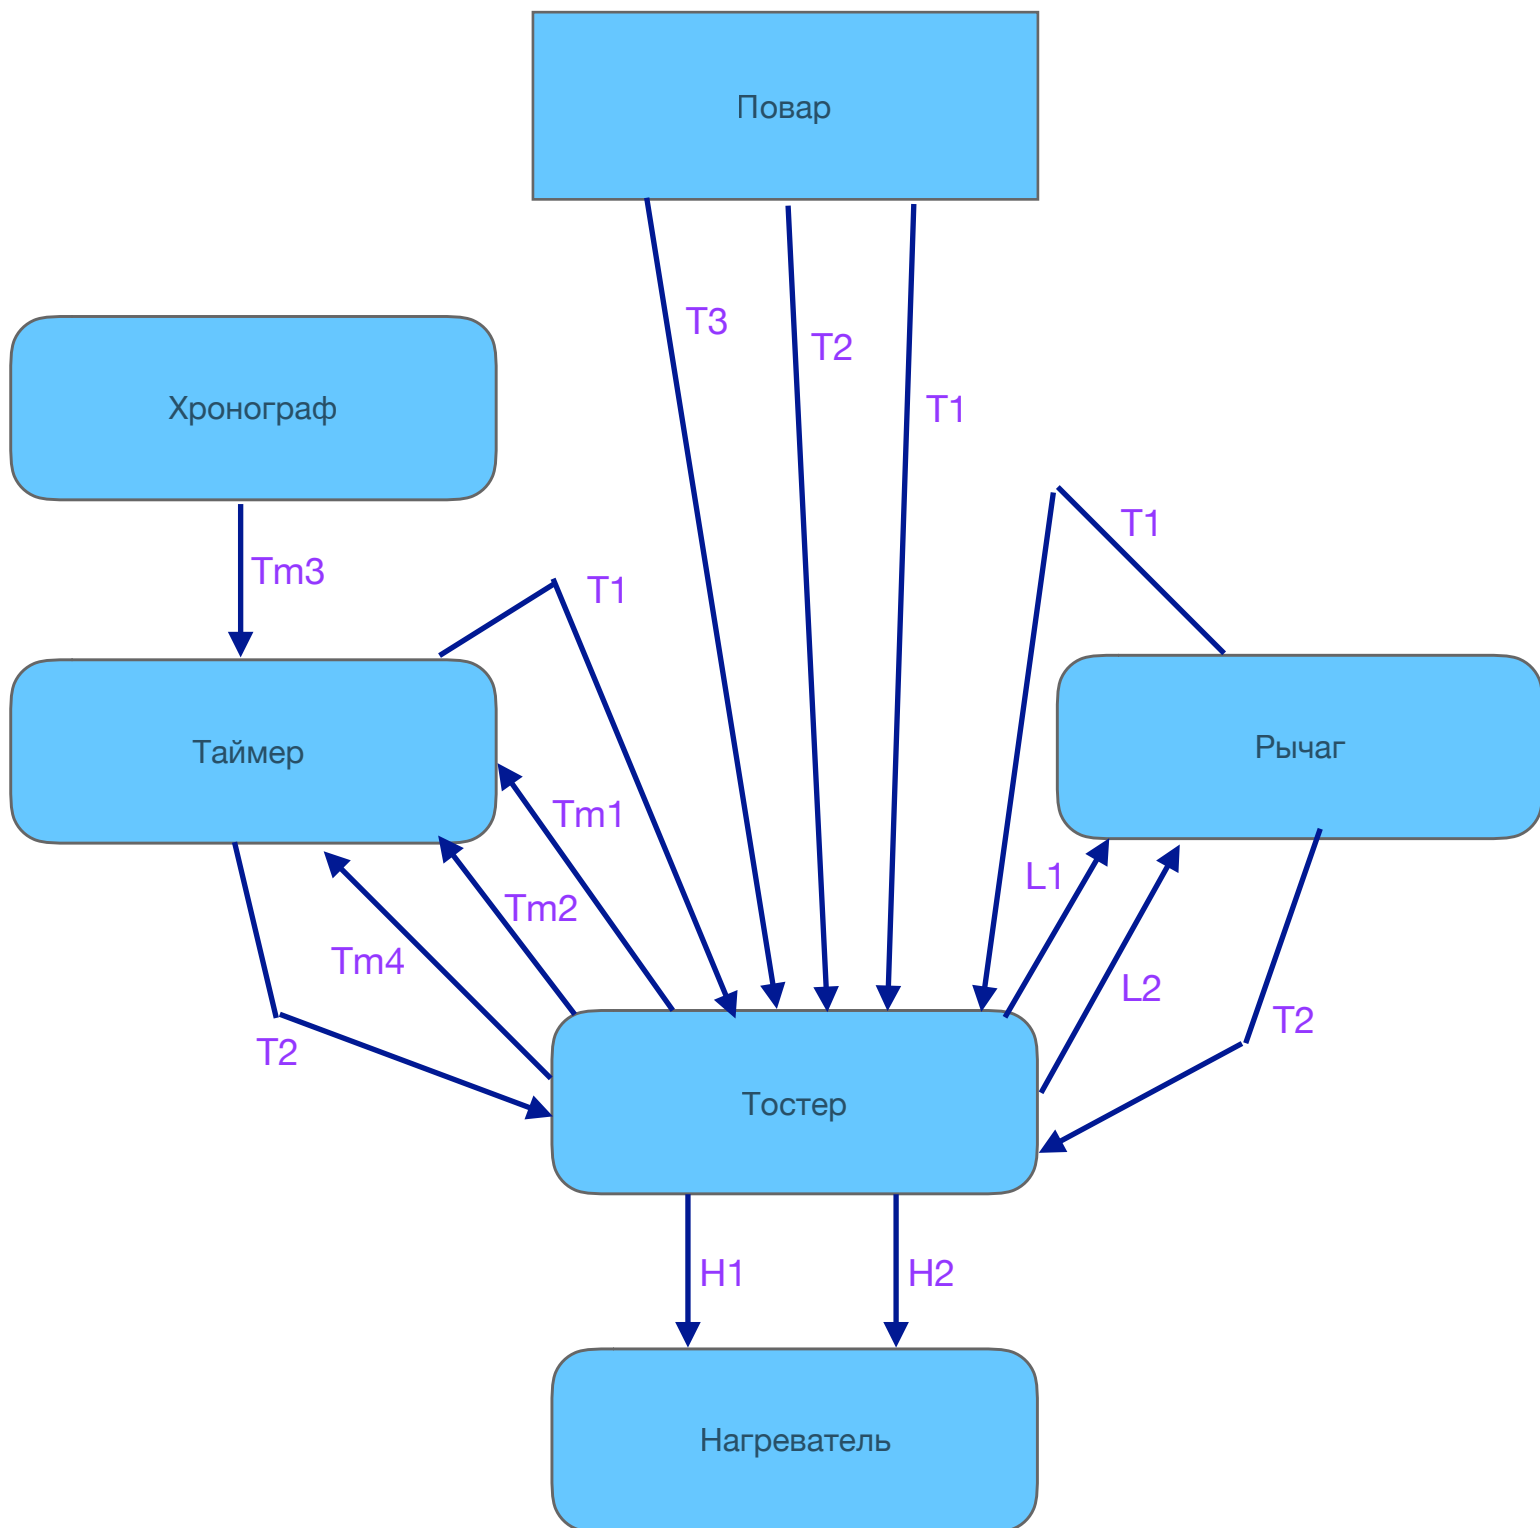 Повар
T3
T2
T1
Хронограф
T1
Tm3
T1
Таймер
Рычаг
Tm1
L1
Tm2
Tm4
L2
T2
T2
Тостер
H1
H2
Нагреватель